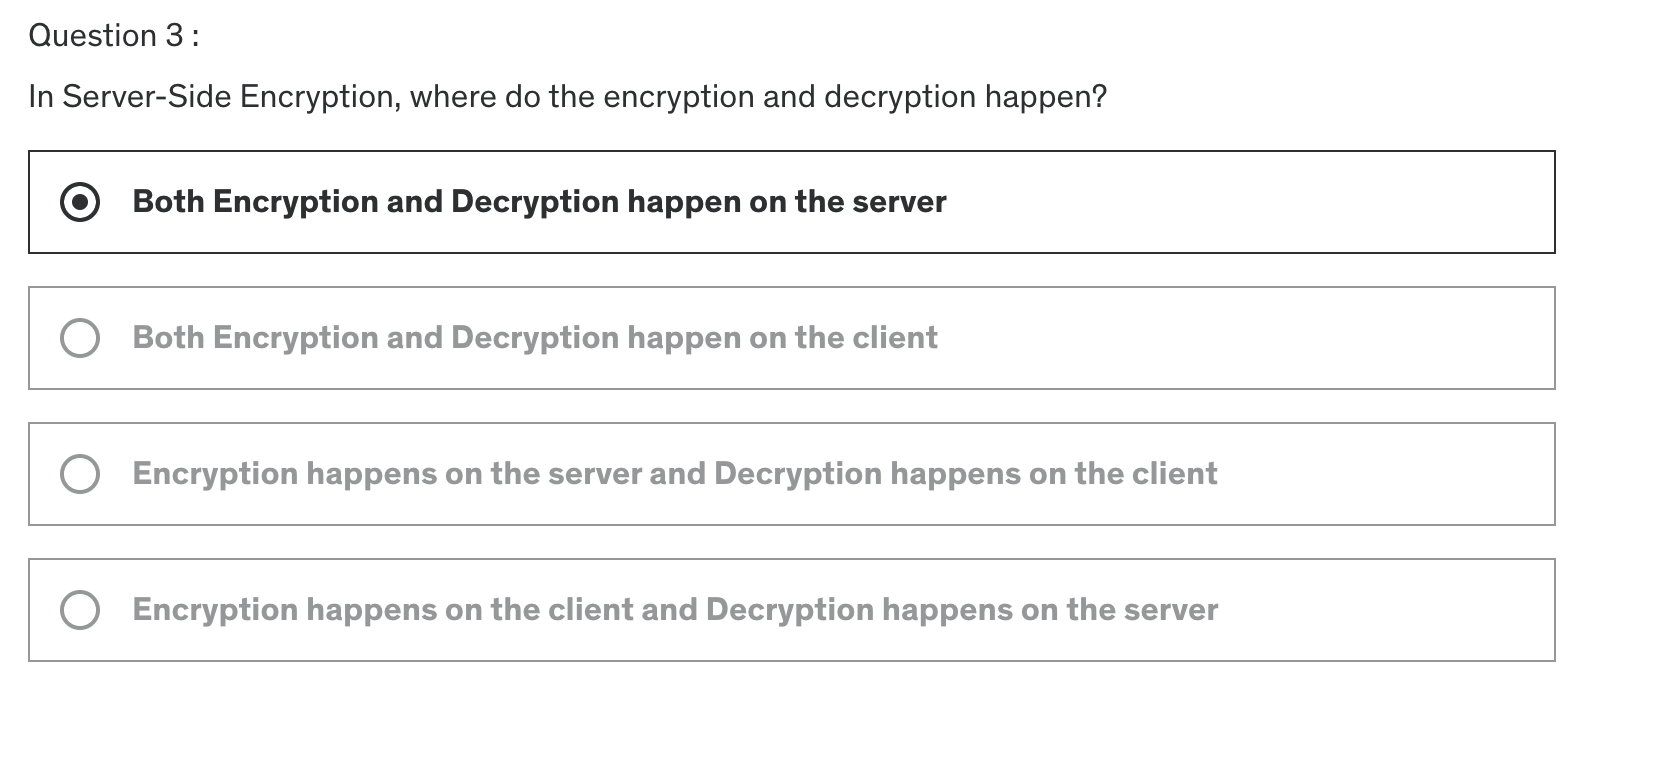 Question 3 :
In Server-Side Encryption, where do the encryption and decryption happen?
Both Encryption and Decryption happen on the server
Both Encryption and Decryption happen on the client
Encryption happens on the server and Decryption happens on the client
Encryption happens on the client and Decryption happens on the server